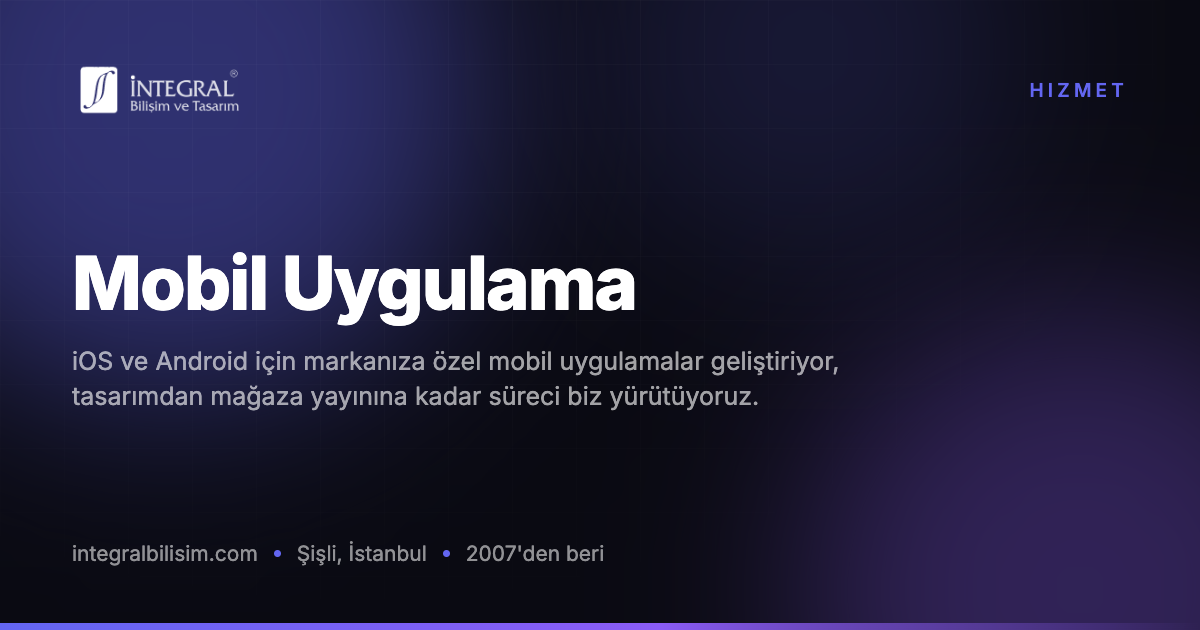 İNTEGRAL®
Bilişim ve Tasarım
HIZMET
Mobil Uygulama
iOS ve Android için markanıza özel mobil uygulamalar geliştiriyor,
tasarımdan mağaza yayınına kadar süreci biz yürütüyoruz.
integralbilisim.com • Şişli, İstanbul • 2007'den beri